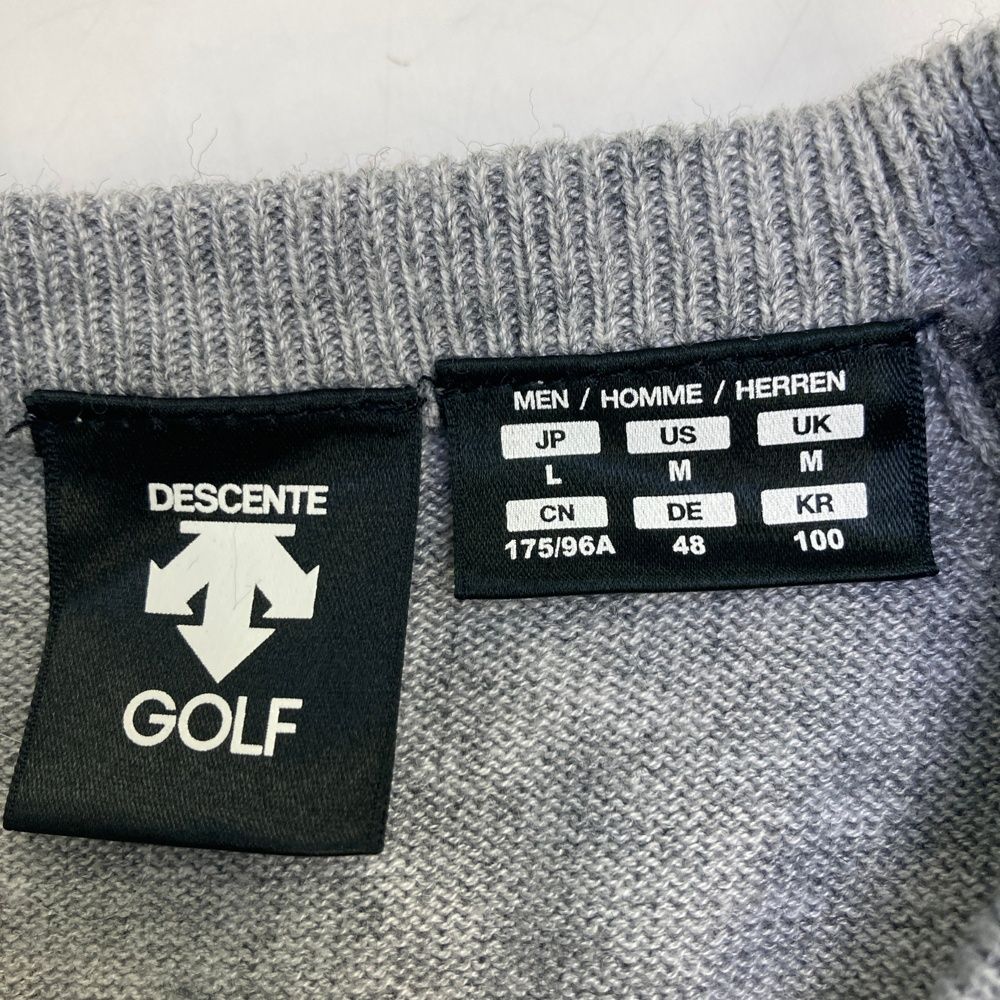 DESCENTE
GOLF
MEN / HOMME / HERREN
JP US UK
L M M
CN DE KR
175/96A 48 100